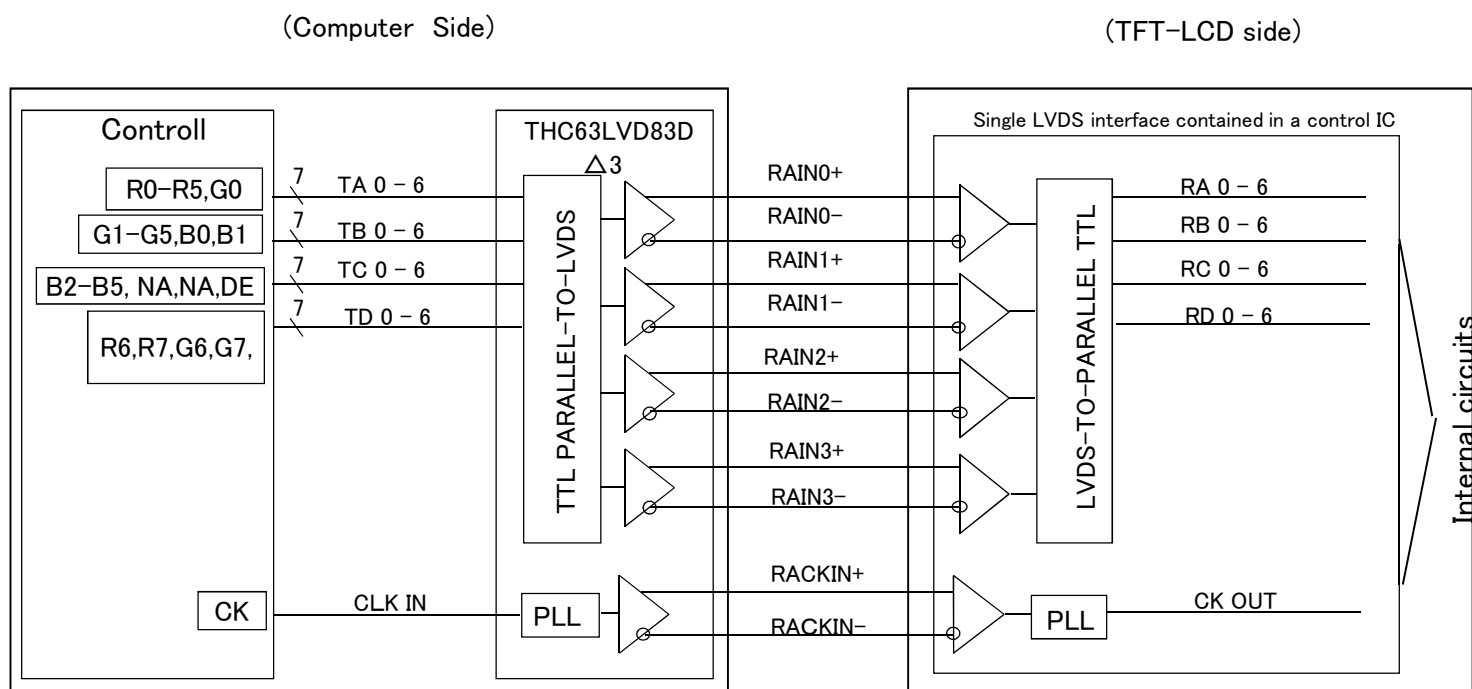 (Computer Side)
(TFT-LCD side)
Controll
THC63LVD83D
Single LVDS interface contained in a control IC
△3
R0-R5,G0
7
TA 0 - 6
RAIN0+
RA 0 - 6
G1-G5,B0,B1
7
TB 0 - 6
RAIN0-
RB 0 - 6
B2-B5, NA,NA,DE
7
TC 0 - 6
RAIN1+
RC 0 - 6
R6,R7,G6,G7,
7
TD 0 - 6
RAIN1-
RD 0 - 6
TTL PARALLEL-TO-LVDS
RAIN2+
RAIN2-
RAIN3+
RAIN3-
LVDS-TO-PARALLEL TTL
Internal circuits
CK
CLK IN
PLL
RACKIN+
RACKIN-
PLL
CK OUT